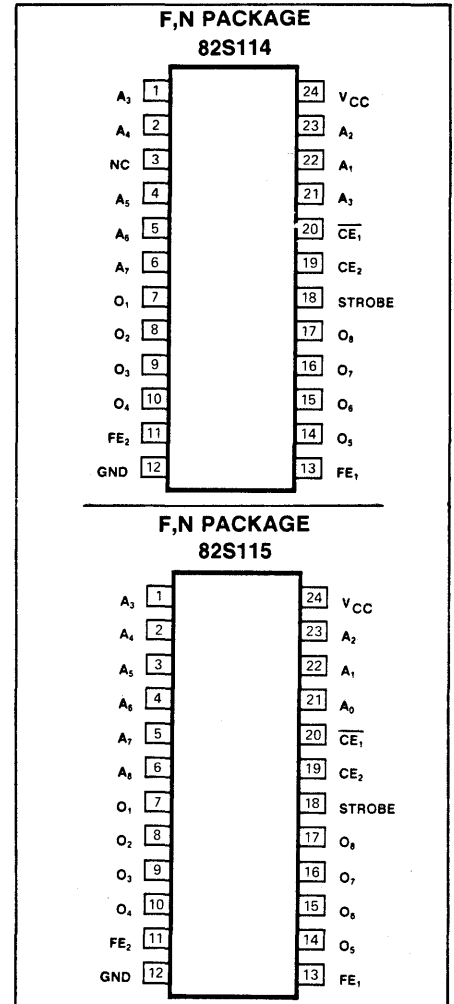 F,N PACKAGE
82S114
A₃ 1 24 VCC
A₄ 2 23 A₂
NC 3 22 A₁
A₅ 4 21 A₃
A₆ 5 20 C̅E̅₁
A₇ 6 19 CE₂
O₁ 7 18 STROBE
O₂ 8 17 O₈
O₃ 9 16 O₇
O₄ 10 15 O₆
FE₂ 11 14 O₅
GND 12 13 FE₁
F,N PACKAGE
82S115
A₃ 1 24 VCC
A₄ 2 23 A₂
A₅ 3 22 A₁
A₆ 4 21 A₀
A₇ 5 20 C̅E̅₁
A₈ 6 19 CE₂
O₁ 7 18 STROBE
O₂ 8 17 O₈
O₃ 9 16 O₇
O₄ 10 15 O₆
FE₂ 11 14 O₅
GND 12 13 FE₁